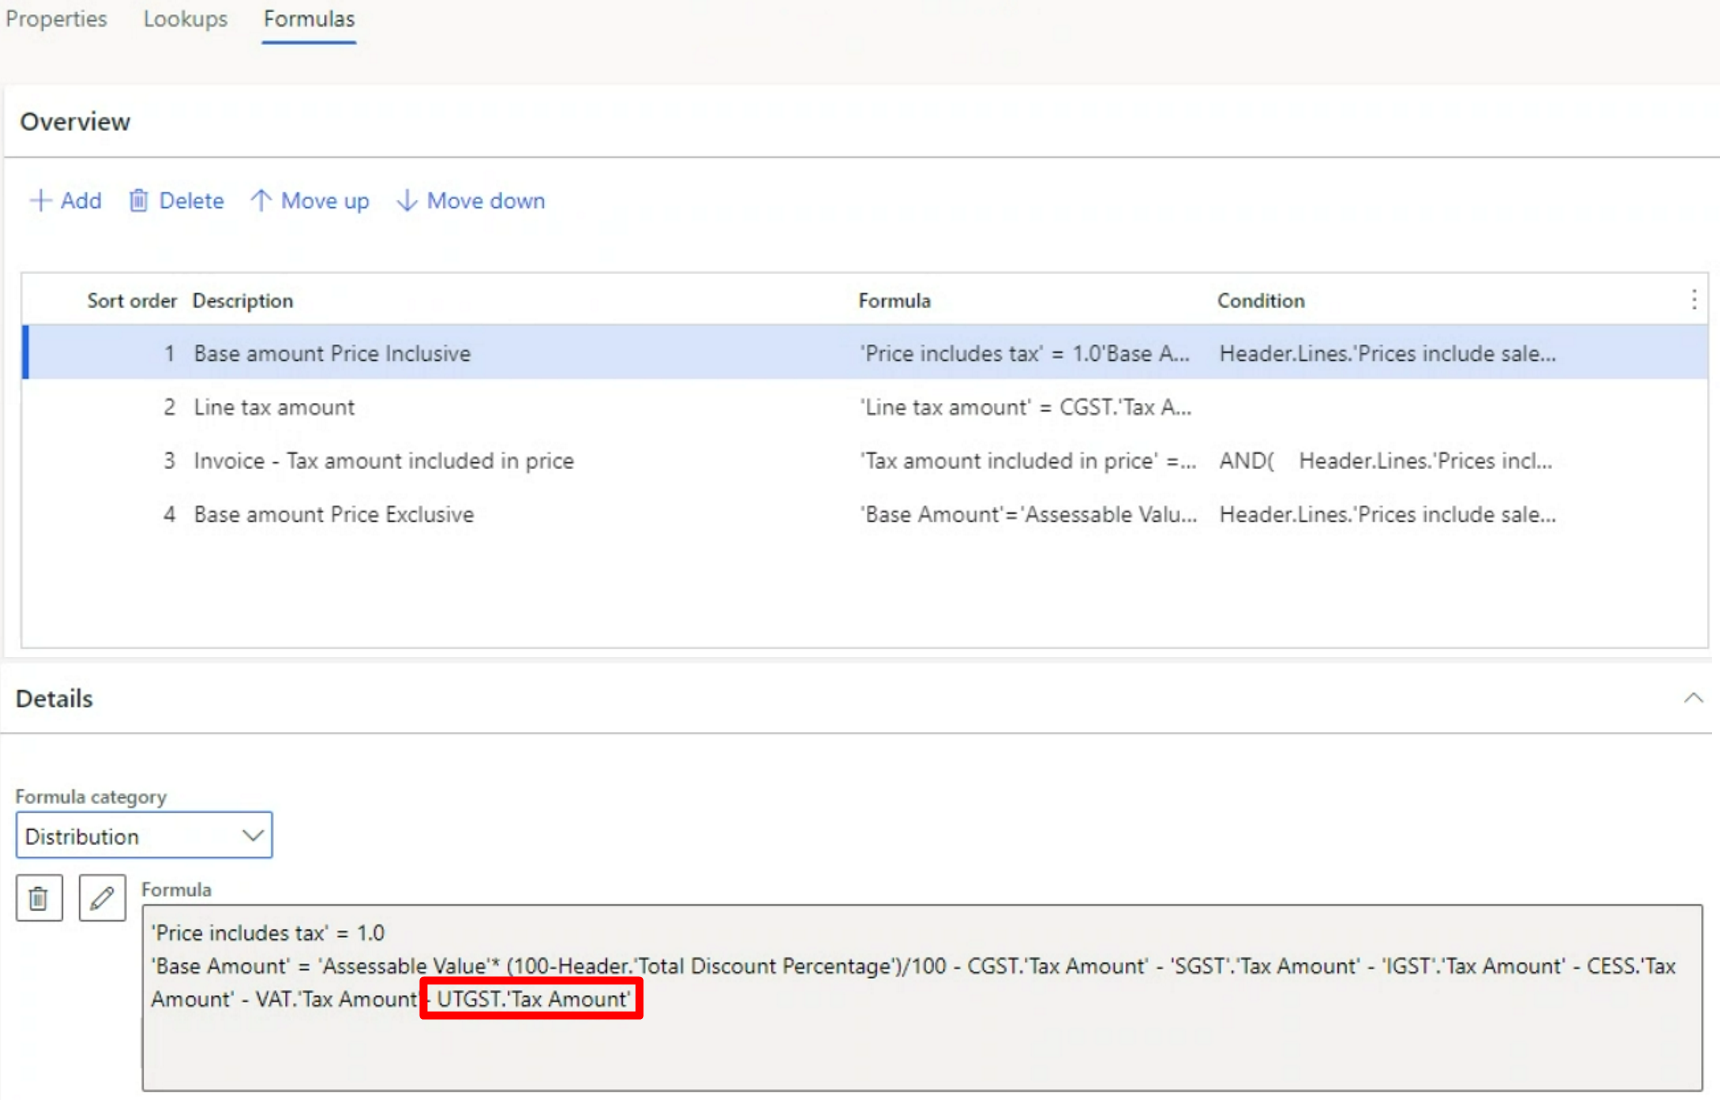 Properties Lookups Formulas
Overview
Add Delete Move up Move down
Sort order Description Formula Condition
1 Base amount Price Inclusive 'Price includes tax' = 1.0'Base A... Header.Lines.'Prices include sale...
2 Line tax amount 'Line tax amount' = CGST.'Tax A...
3 Invoice - Tax amount included in price 'Tax amount included in price' =... AND( Header.Lines.'Prices incl...
4 Base amount Price Exclusive 'Base Amount'='Assessable Valu... Header.Lines.'Prices include sale...
Details
Formula category
Distribution
Formula
'Price includes tax' = 1.0
'Base Amount' = 'Assessable Value'* (100-Header.'Total Discount Percentage')/100 - CGST.'Tax Amount' - 'SGST'.'Tax Amount' - 'IGST'.'Tax Amount' - CESS.'Tax
Amount' - VAT.'Tax Amount' - UTGST.'Tax Amount'